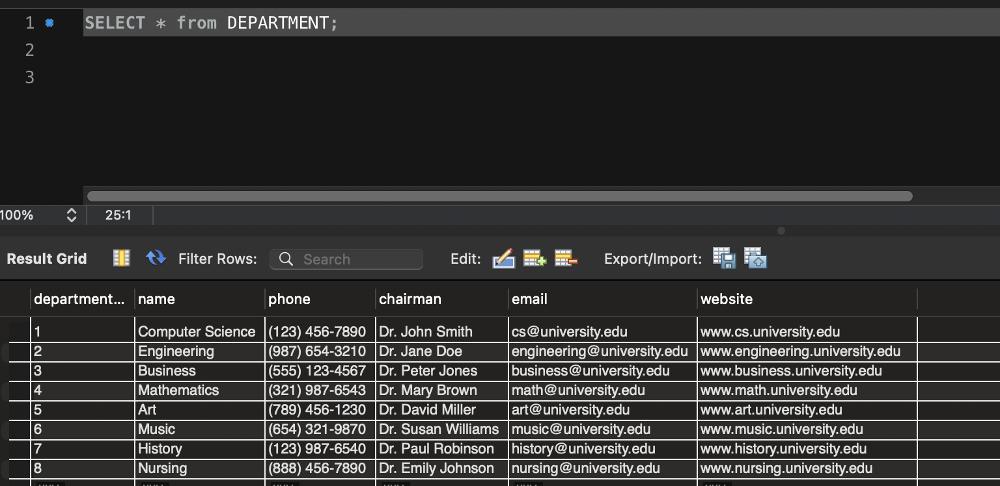 1 SELECT * from DEPARTMENT;
2
3
100% 25:1
Result Grid Filter Rows: Search Edit: Export/Import:
department... name phone chairman email website
1 Computer Science (123) 456-7890 Dr. John Smith cs@university.edu www.cs.university.edu
2 Engineering (987) 654-3210 Dr. Jane Doe engineering@university.edu www.engineering.university.edu
3 Business (555) 123-4567 Dr. Peter Jones business@university.edu www.business.university.edu
4 Mathematics (321) 987-6543 Dr. Mary Brown math@university.edu www.math.university.edu
5 Art (789) 456-1230 Dr. David Miller art@university.edu www.art.university.edu
6 Music (654) 321-9870 Dr. Susan Williams music@university.edu www.music.university.edu
7 History (123) 987-6540 Dr. Paul Robinson history@university.edu www.history.university.edu
8 Nursing (888) 456-7890 Dr. Emily Johnson nursing@university.edu www.nursing.university.edu